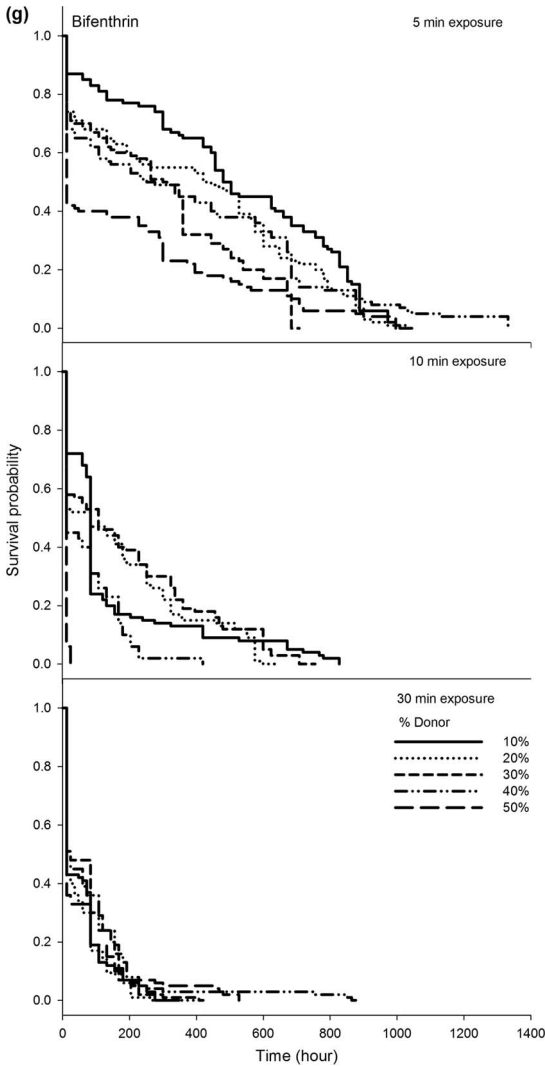 (g)
Bifenthrin
5 min exposure
1.0
0.8
0.6
0.4
0.2
0.0
10 min exposure
1.0
0.8
0.6
0.4
0.2
0.0
Survival probability
30 min exposure
% Donor
10%
20%
30%
40%
50%
1.0
0.8
0.6
0.4
0.2
0.0
0 200 400 600 800 1000 1200 1400
Time (hour)